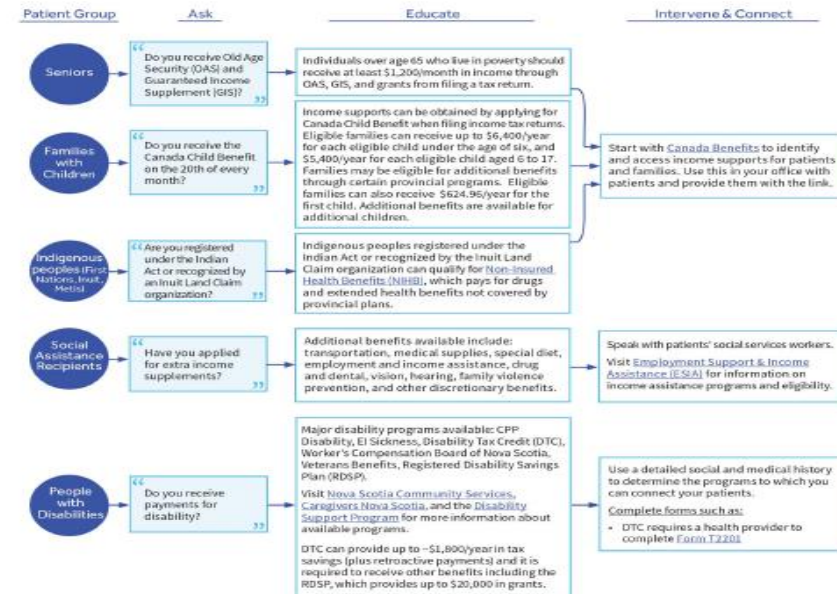 Patient Group
Ask
Educate
Intervene & Connect
Seniors
“Do you receive Old Age
Security (OAS) and
Guaranteed Income
Supplement (GIS)?”
Individuals over age 65 who live in poverty should
receive at least $1,200/month in income through
OAS, GIS, and grants from filing a tax return.
Families
with
Children
“Do you receive the
Canada Child Benefit
on the 20th of every
month?”
Income supports can be obtained by applying for
Canada Child Benefit when filing income tax returns.
Eligible families can receive up to $6,400/year
for each eligible child under the age of six, and
$5,400/year for each eligible child aged 6 to 17.
Families may be eligible for additional benefits
through certain provincial programs. Eligible
families can also receive $624.96/year for the
first child. Additional benefits are available for
additional children.
Start with Canada Benefits to identify
and access income supports for patients
and families. Use this in your office with
patients and provide them with the link.
Indigenous
peoples (First
Nations, Inuit,
Metis)
“Are you registered
under the Indian
Act or recognized by
an Inuit Land Claim
organization?”
Indigenous peoples registered under the
Indian Act or recognized by the Inuit Land
Claim organization can qualify for Non-Insured
Health Benefits (NIHB), which pays for drugs
and extended health benefits not covered by
provincial plans.
Social
Assistance
Recipients
“Have you applied
for extra income
supplements?”
Additional benefits available include:
transportation, medical supplies, special diet,
employment and income assistance, drug
and dental, vision, hearing, family violence
prevention, and other discretionary benefits.
Speak with patients' social services workers.
Visit Employment Support & Income
Assistance (ESIA) for information on
income assistance programs and eligibility.
People
with
Disabilities
“Do you receive
payments for
disability?”
Major disability programs available: CPP
Disability, EI Sickness, Disability Tax Credit (DTC),
Worker's Compensation Board of Nova Scotia,
Veterans Benefits, Registered Disability Savings
Plan (RDSP).
Visit Nova Scotia Community Services,
Caregivers Nova Scotia, and the Disability
Support Program for more information about
available programs.
DTC can provide up to ~$1,800/year in tax
savings (plus retroactive payments) and it is
required to receive other benefits including the
RDSP, which provides up to $20,000 in grants.
Use a detailed social and medical history
to determine the programs to which you
can connect your patients.
Complete forms such as:
• DTC requires a health provider to
complete Form T2201